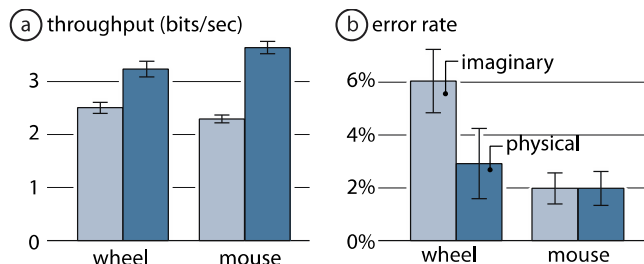 a throughput (bits/sec)
3
2
1
0
wheel mouse
b error rate
6%
4%
2%
0%
imaginary
physical
wheel mouse